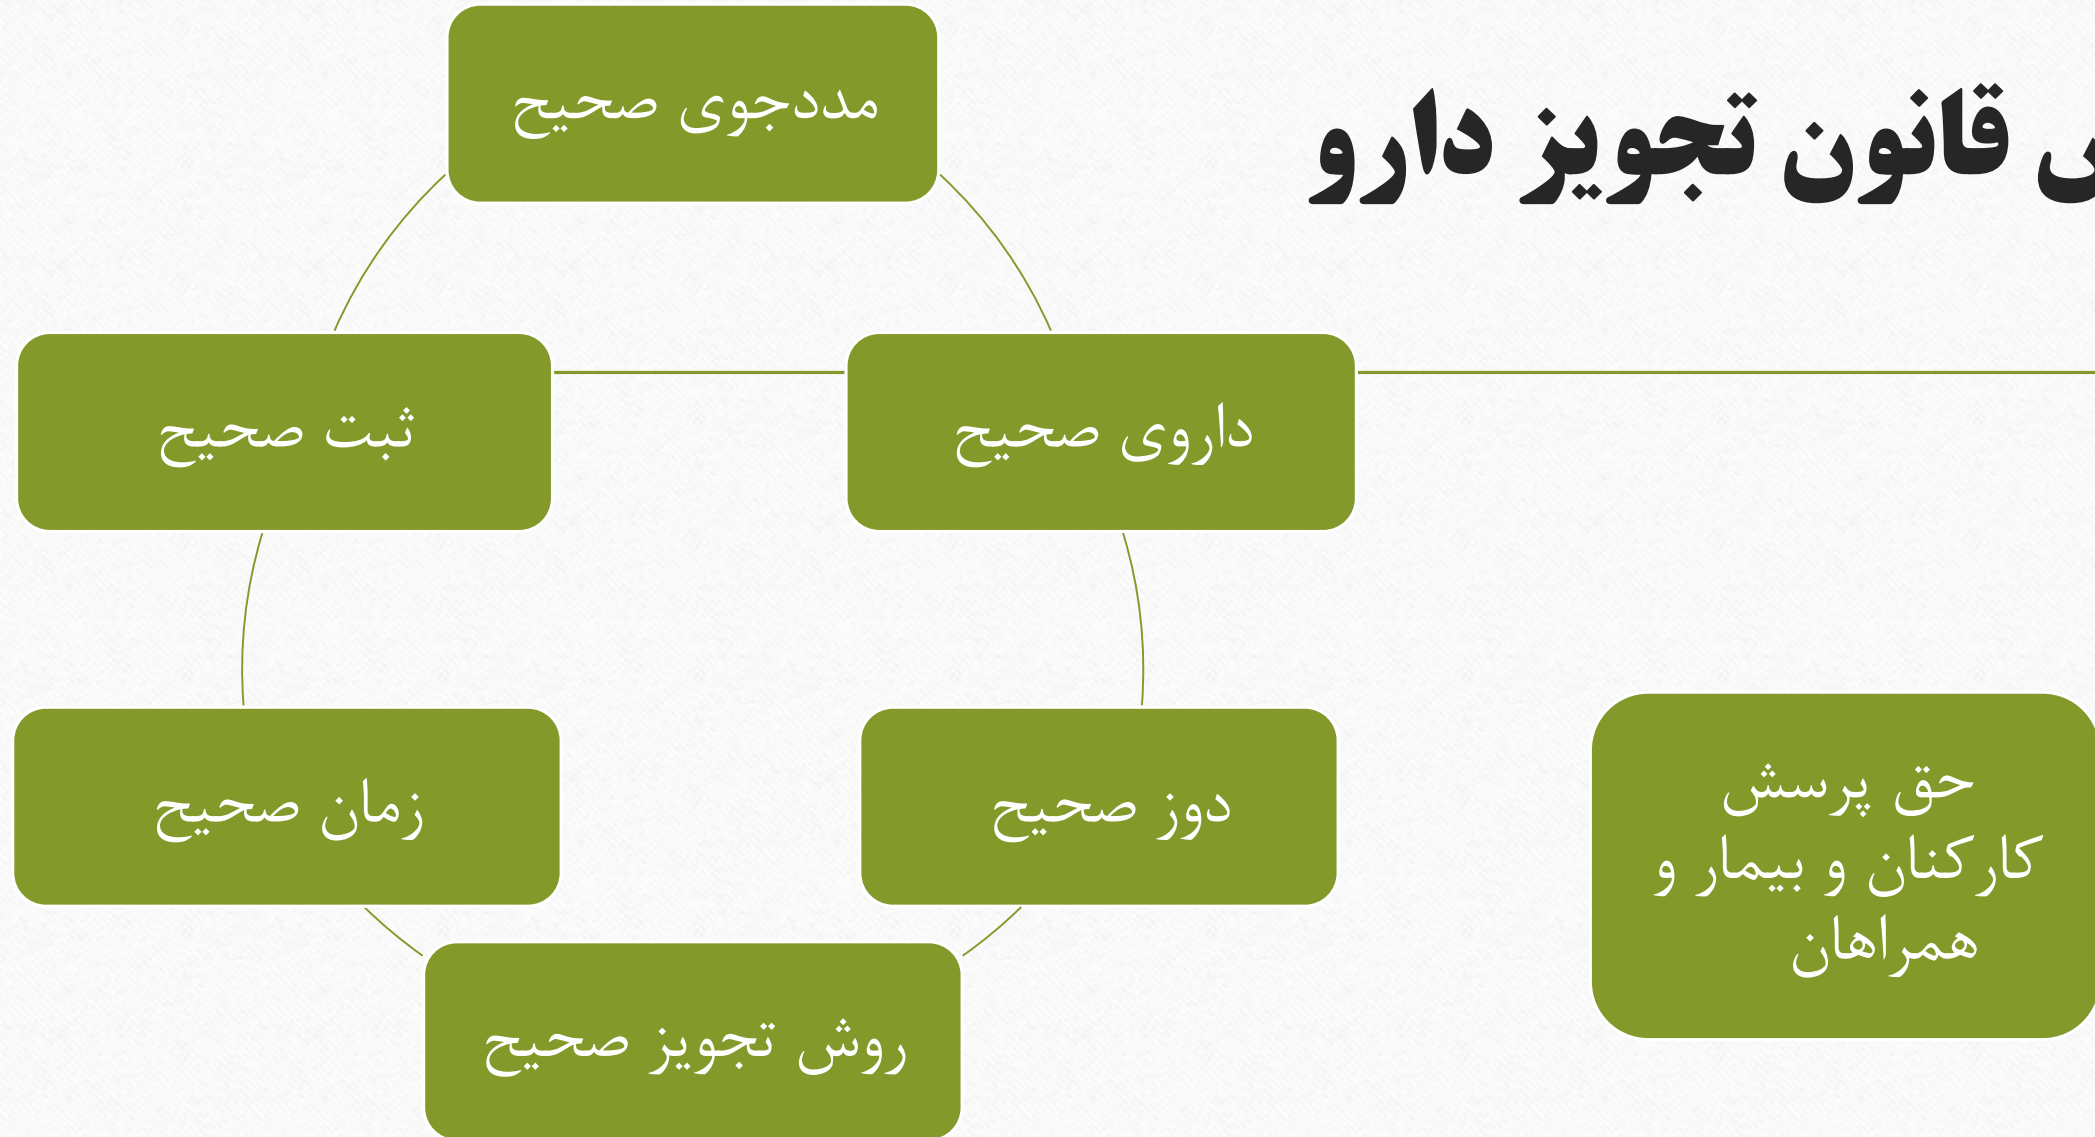 قانون تجویز دارو
مددجوی صحیح
داروی صحیح
ثبت صحیح
دوز صحیح
زمان صحیح
روش تجویز صحیح
حق پرسش
کارکنان و بیمار و
همراهان